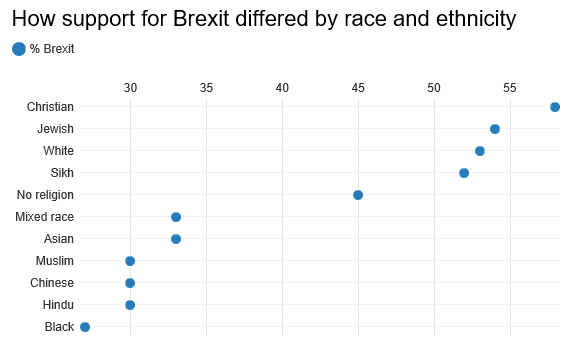 How support for Brexit differed by race and ethnicity
% Brexit
30 35 40 45 50 55
Christian
Jewish
White
Sikh
No religion
Mixed race
Asian
Muslim
Chinese
Hindu
Black